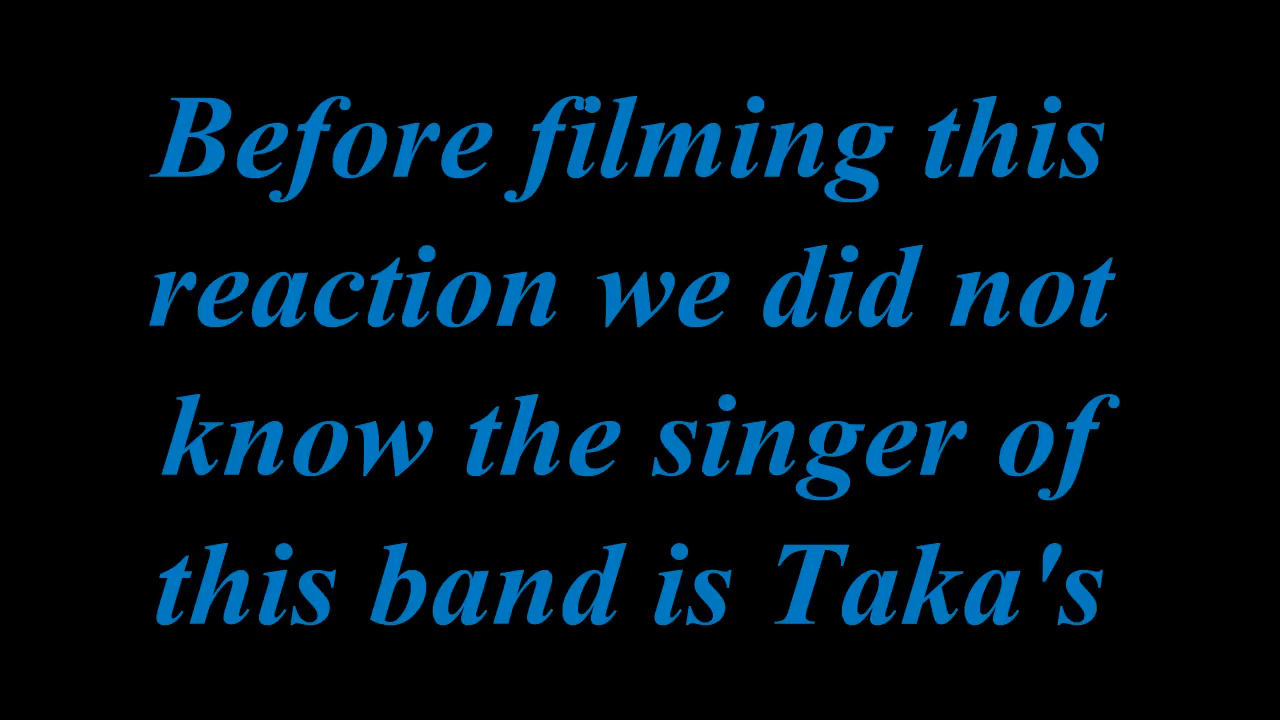 Before filming this
reaction we did not
know the singer of
this band is Taka's